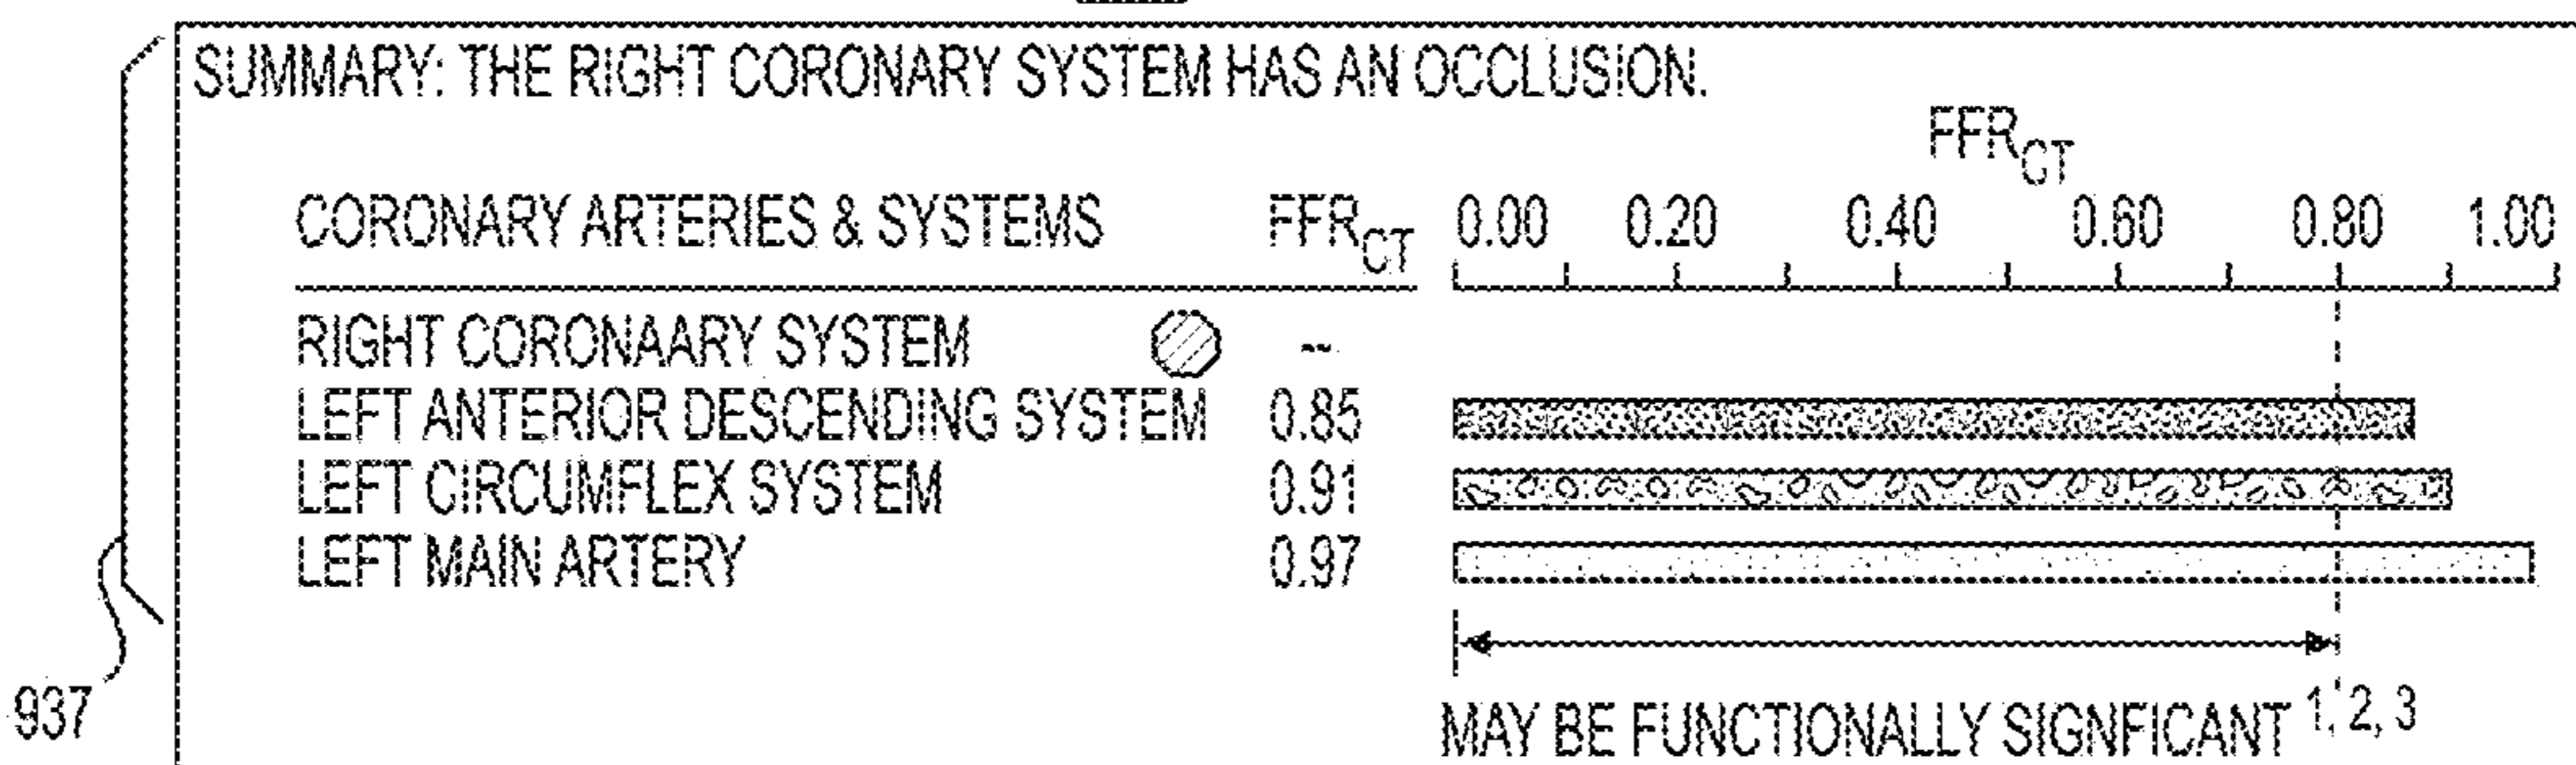 SUMMARY: THE RIGHT CORONARY SYSTEM HAS AN OCCLUSION.
FFRCT
CORONARY ARTERIES & SYSTEMS FFRCT 0.00 0.20 0.40 0.60 0.80 1.00
RIGHT CORONAARY SYSTEM --
LEFT ANTERIOR DESCENDING SYSTEM 0.85
LEFT CIRCUMFLEX SYSTEM 0.91
LEFT MAIN ARTERY 0.97
937
MAY BE FUNCTIONALLY SIGNFICANT 1, 2, 3